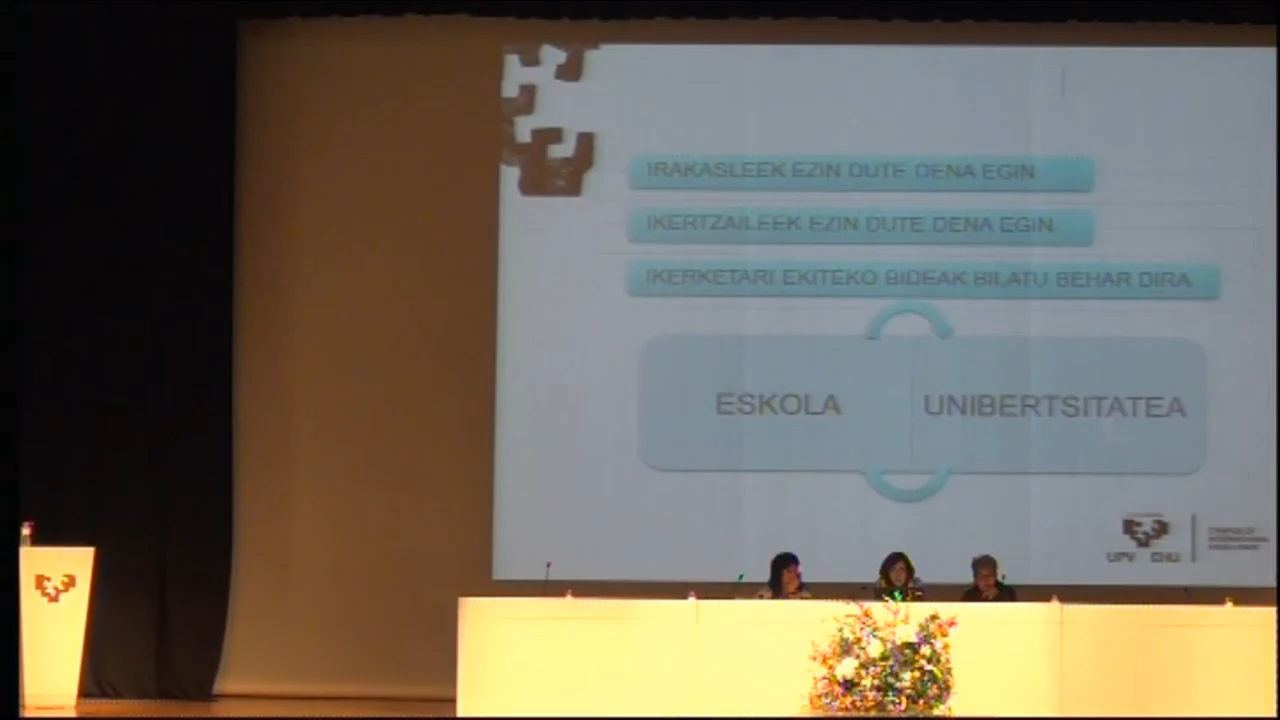 IRAKASLEEK EZIN DUTE DENA EGIN
IKERTZAILEEK EZIN DUTE DENA EGIN
IKERKETARI EKITEKO BIDEAK BILATU BEHAR DIRA
ESKOLA
UNIBERTSITATEA
UPV EHU